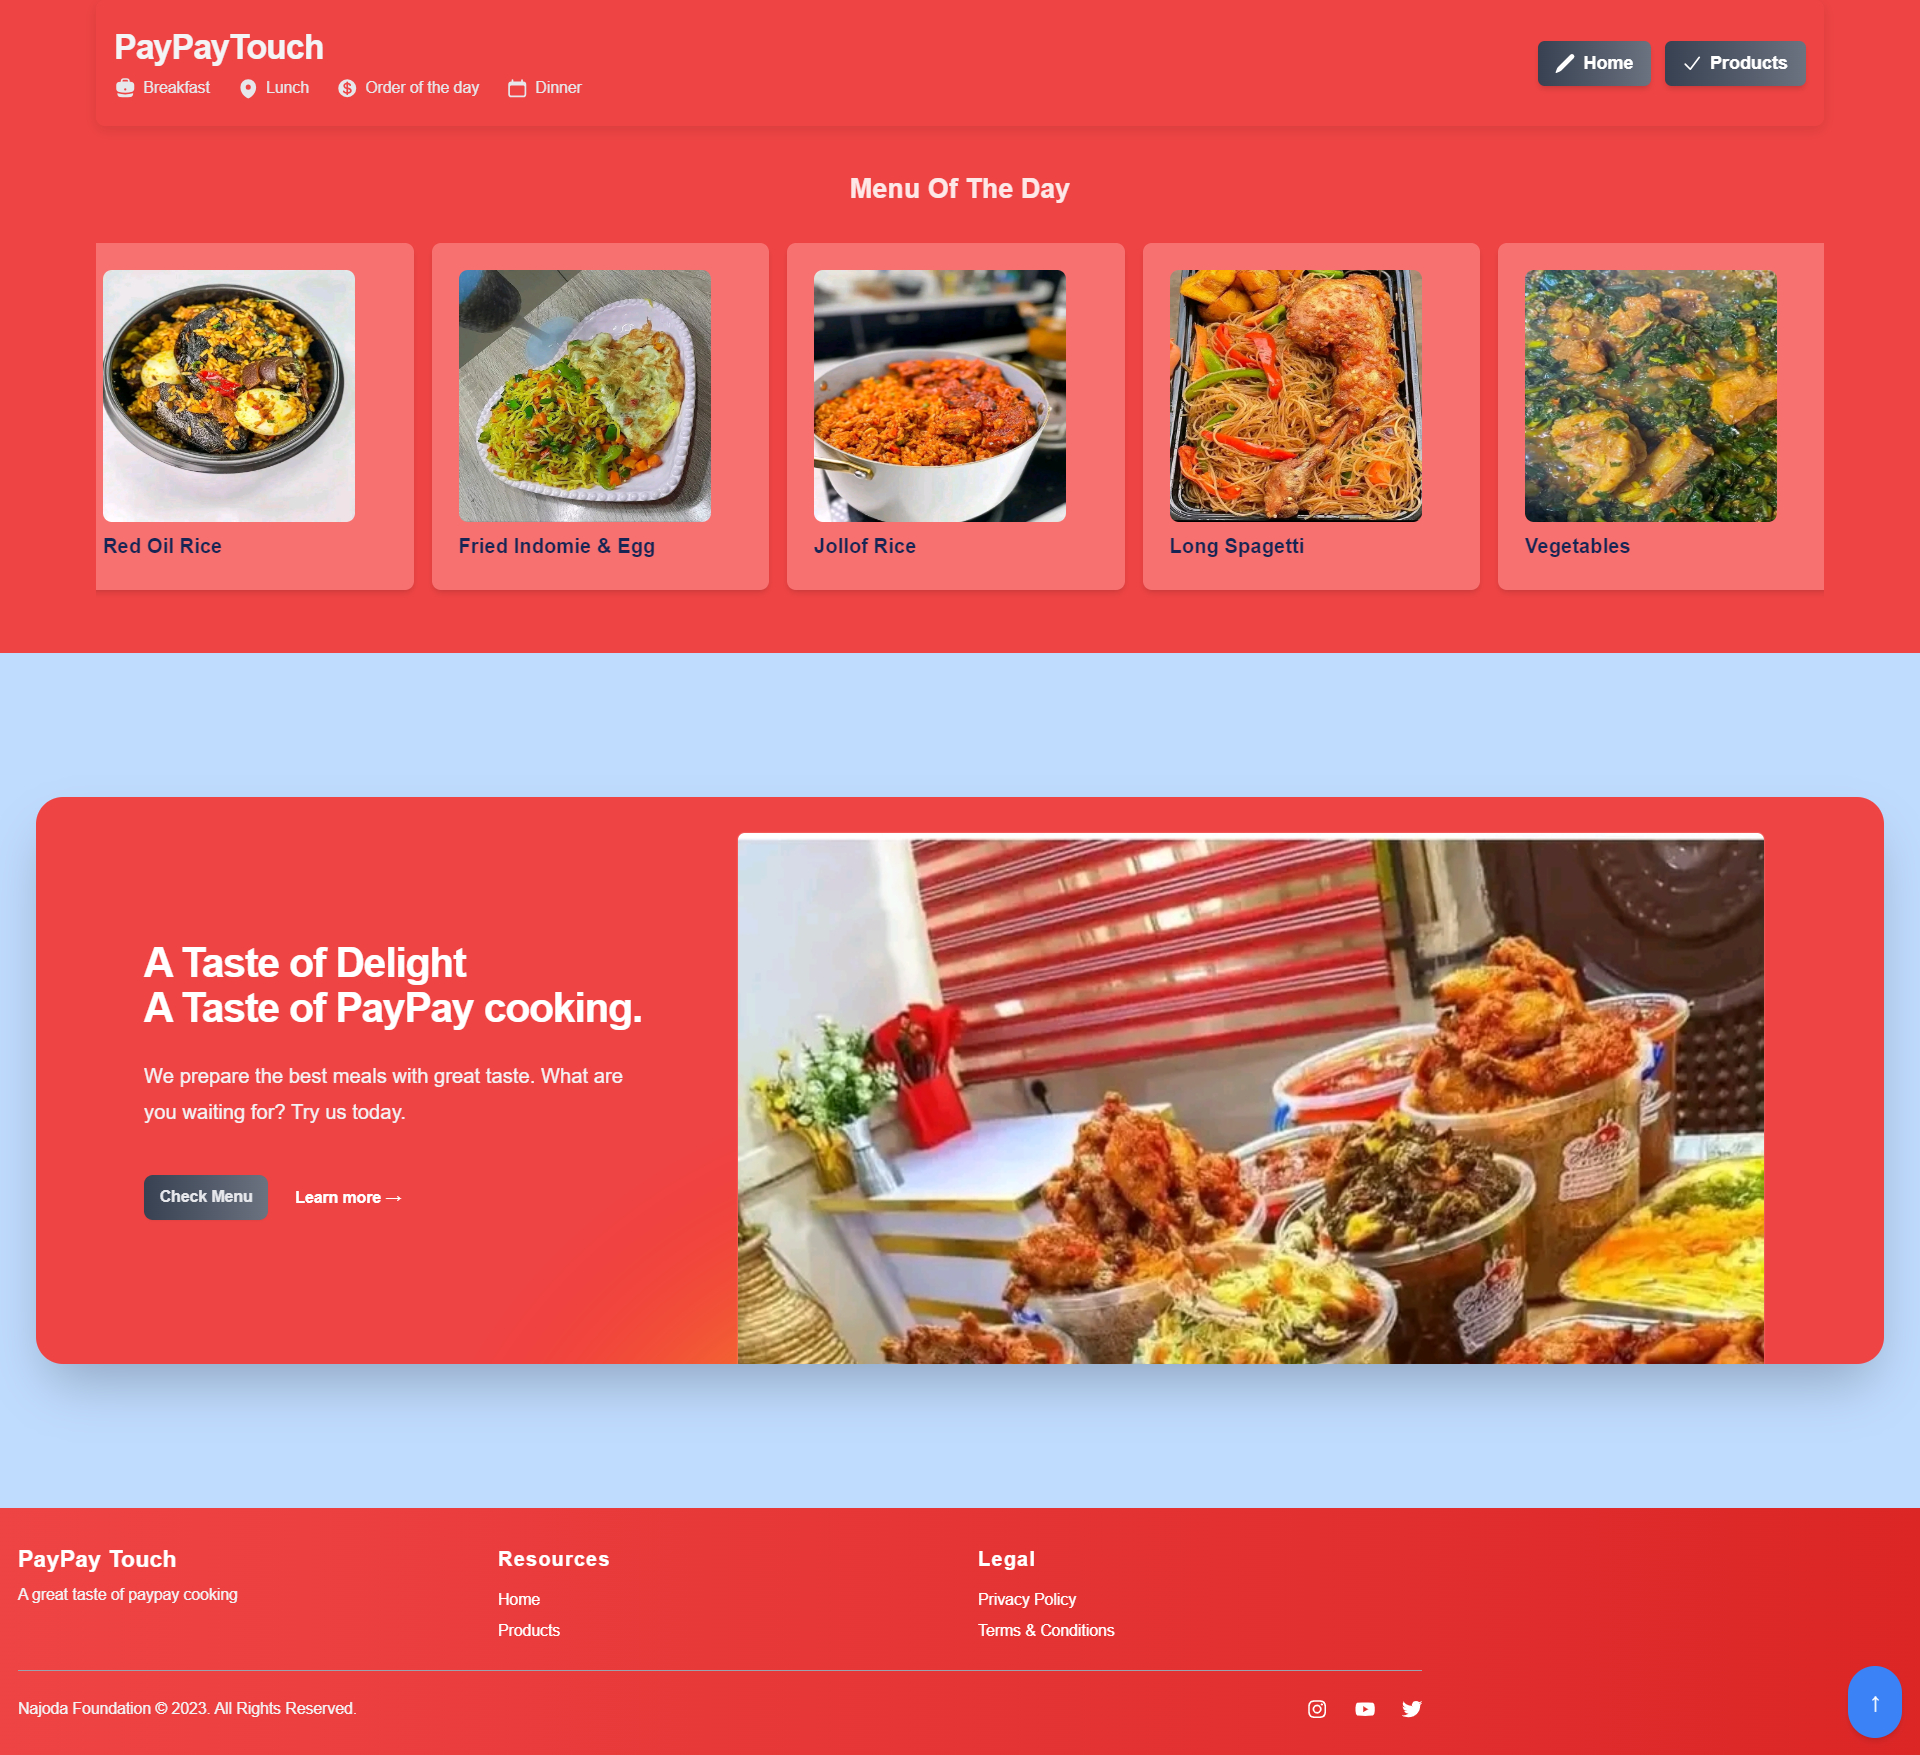 PayPayTouch
Breakfast
Lunch
Order of the day
Dinner
Home
Products
Menu Of The Day
Red Oil Rice
Fried Indomie & Egg
Jollof Rice
Long Spagetti
Vegetables
A Taste of Delight
A Taste of PayPay cooking.
We prepare the best meals with great taste. What are
you waiting for? Try us today.
Check Menu
Learn more →
PayPay Touch
A great taste of paypay cooking
Resources
Home
Products
Legal
Privacy Policy
Terms & Conditions
Najoda Foundation © 2023. All Rights Reserved.
↑